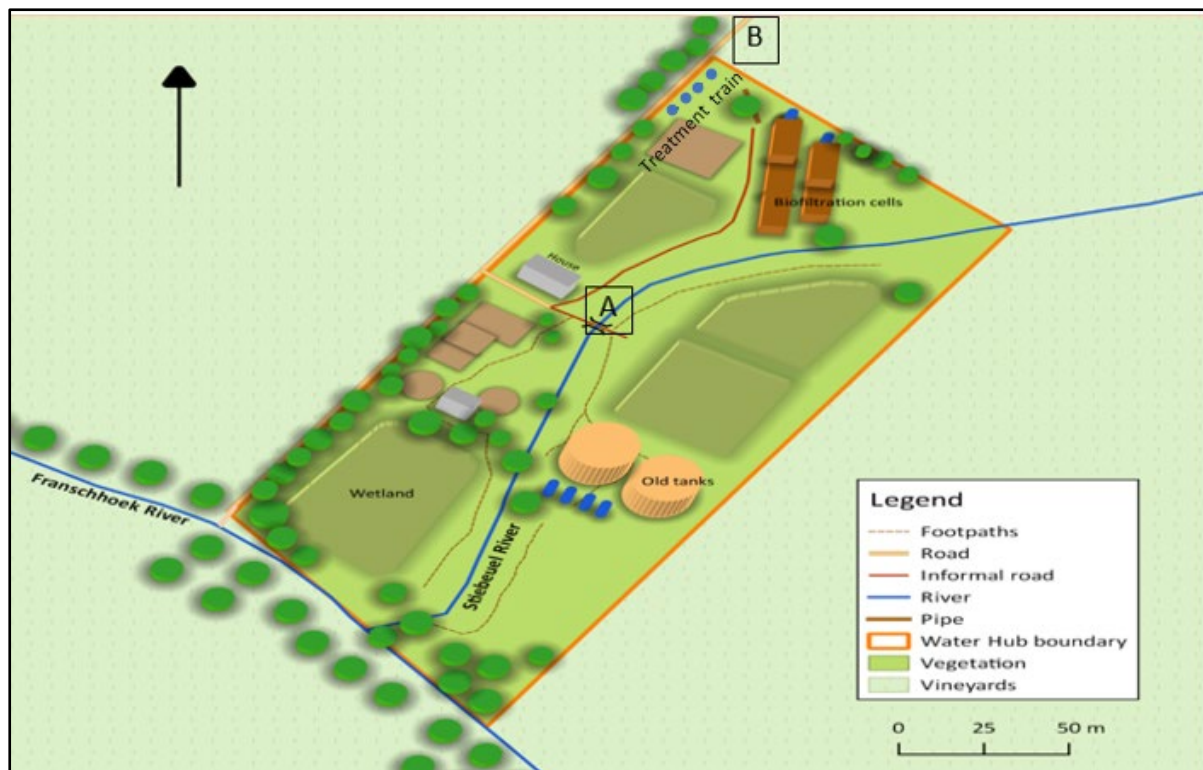 B
Treatment train
Biofiltration cells
House
A
Old tanks
Wetland
Franschhoek River
Stiebeuel River
Legend
Footpaths
Road
Informal road
River
Pipe
Water Hub boundary
Vegetation
Vineyards
0 25 50 m